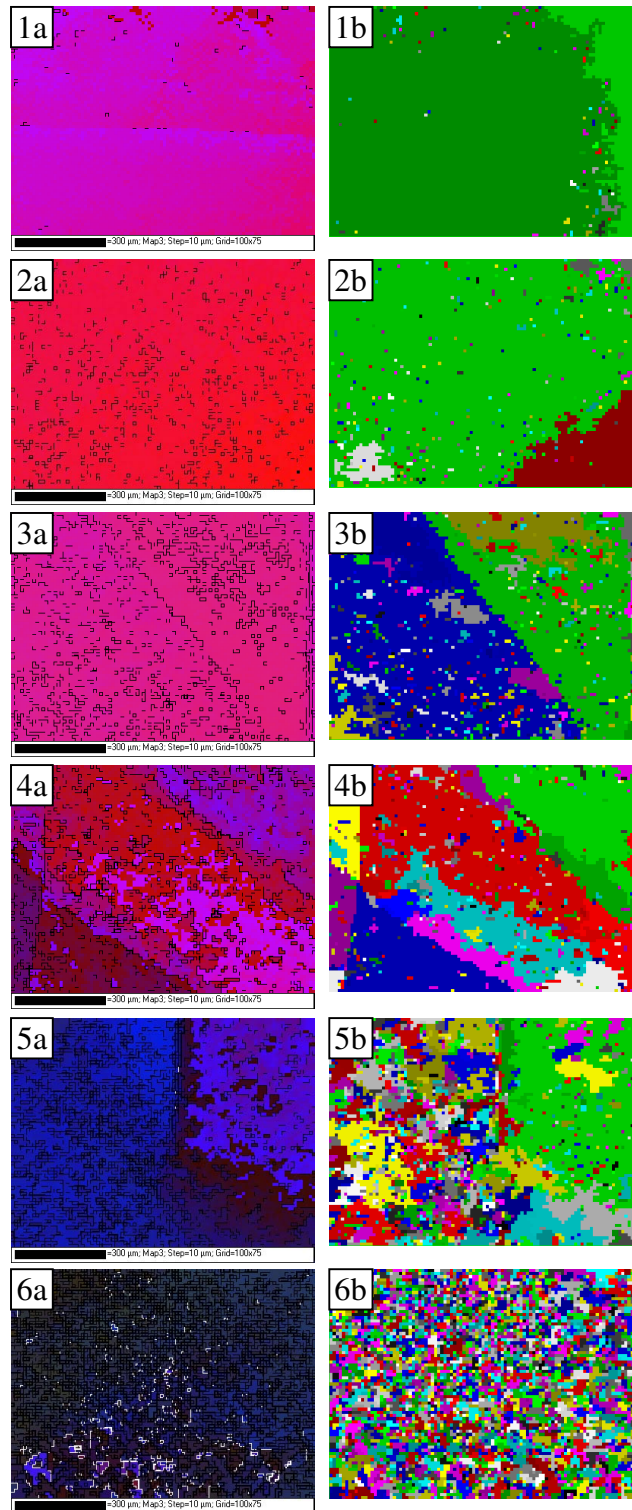 1a
1b
=300 µm; Map3; Step=10 µm; Grid=100x75
2a
2b
=300 µm; Map3; Step=10 µm; Grid=100x75
3a
3b
=300 µm; Map3; Step=10 µm; Grid=100x75
4a
4b
=300 µm; Map3; Step=10 µm; Grid=100x75
5a
5b
=300 µm; Map3; Step=10 µm; Grid=100x75
6a
6b
=300 µm; Map3; Step=10 µm; Grid=100x75